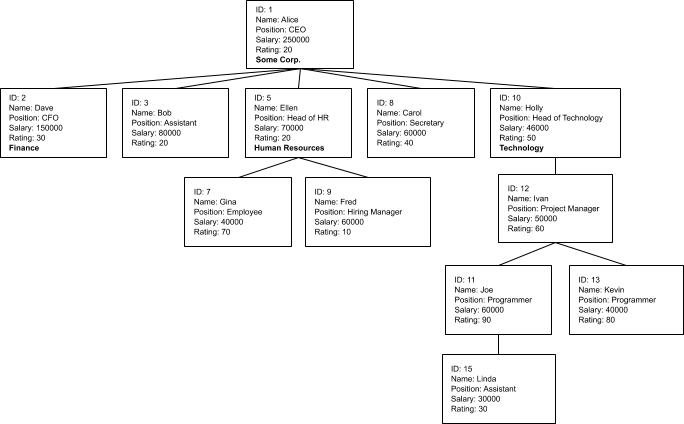 ID: 1
Name: Alice
Position: CEO
Salary: 250000
Rating: 20
Some Corp.
ID: 2
Name: Dave
Position: CFO
Salary: 150000
Rating: 30
Finance
ID: 3
Name: Bob
Position: Assistant
Salary: 80000
Rating: 20
ID: 5
Name: Ellen
Position: Head of HR
Salary: 70000
Rating: 20
Human Resources
ID: 8
Name: Carol
Position: Secretary
Salary: 60000
Rating: 40
ID: 10
Name: Holly
Position: Head of Technology
Salary: 46000
Rating: 50
Technology
ID: 7
Name: Gina
Position: Employee
Salary: 40000
Rating: 70
ID: 9
Name: Fred
Position: Hiring Manager
Salary: 60000
Rating: 10
ID: 12
Name: Ivan
Position: Project Manager
Salary: 50000
Rating: 60
ID: 11
Name: Joe
Position: Programmer
Salary: 60000
Rating: 90
ID: 13
Name: Kevin
Position: Programmer
Salary: 40000
Rating: 80
ID: 15
Name: Linda
Position: Assistant
Salary: 30000
Rating: 30